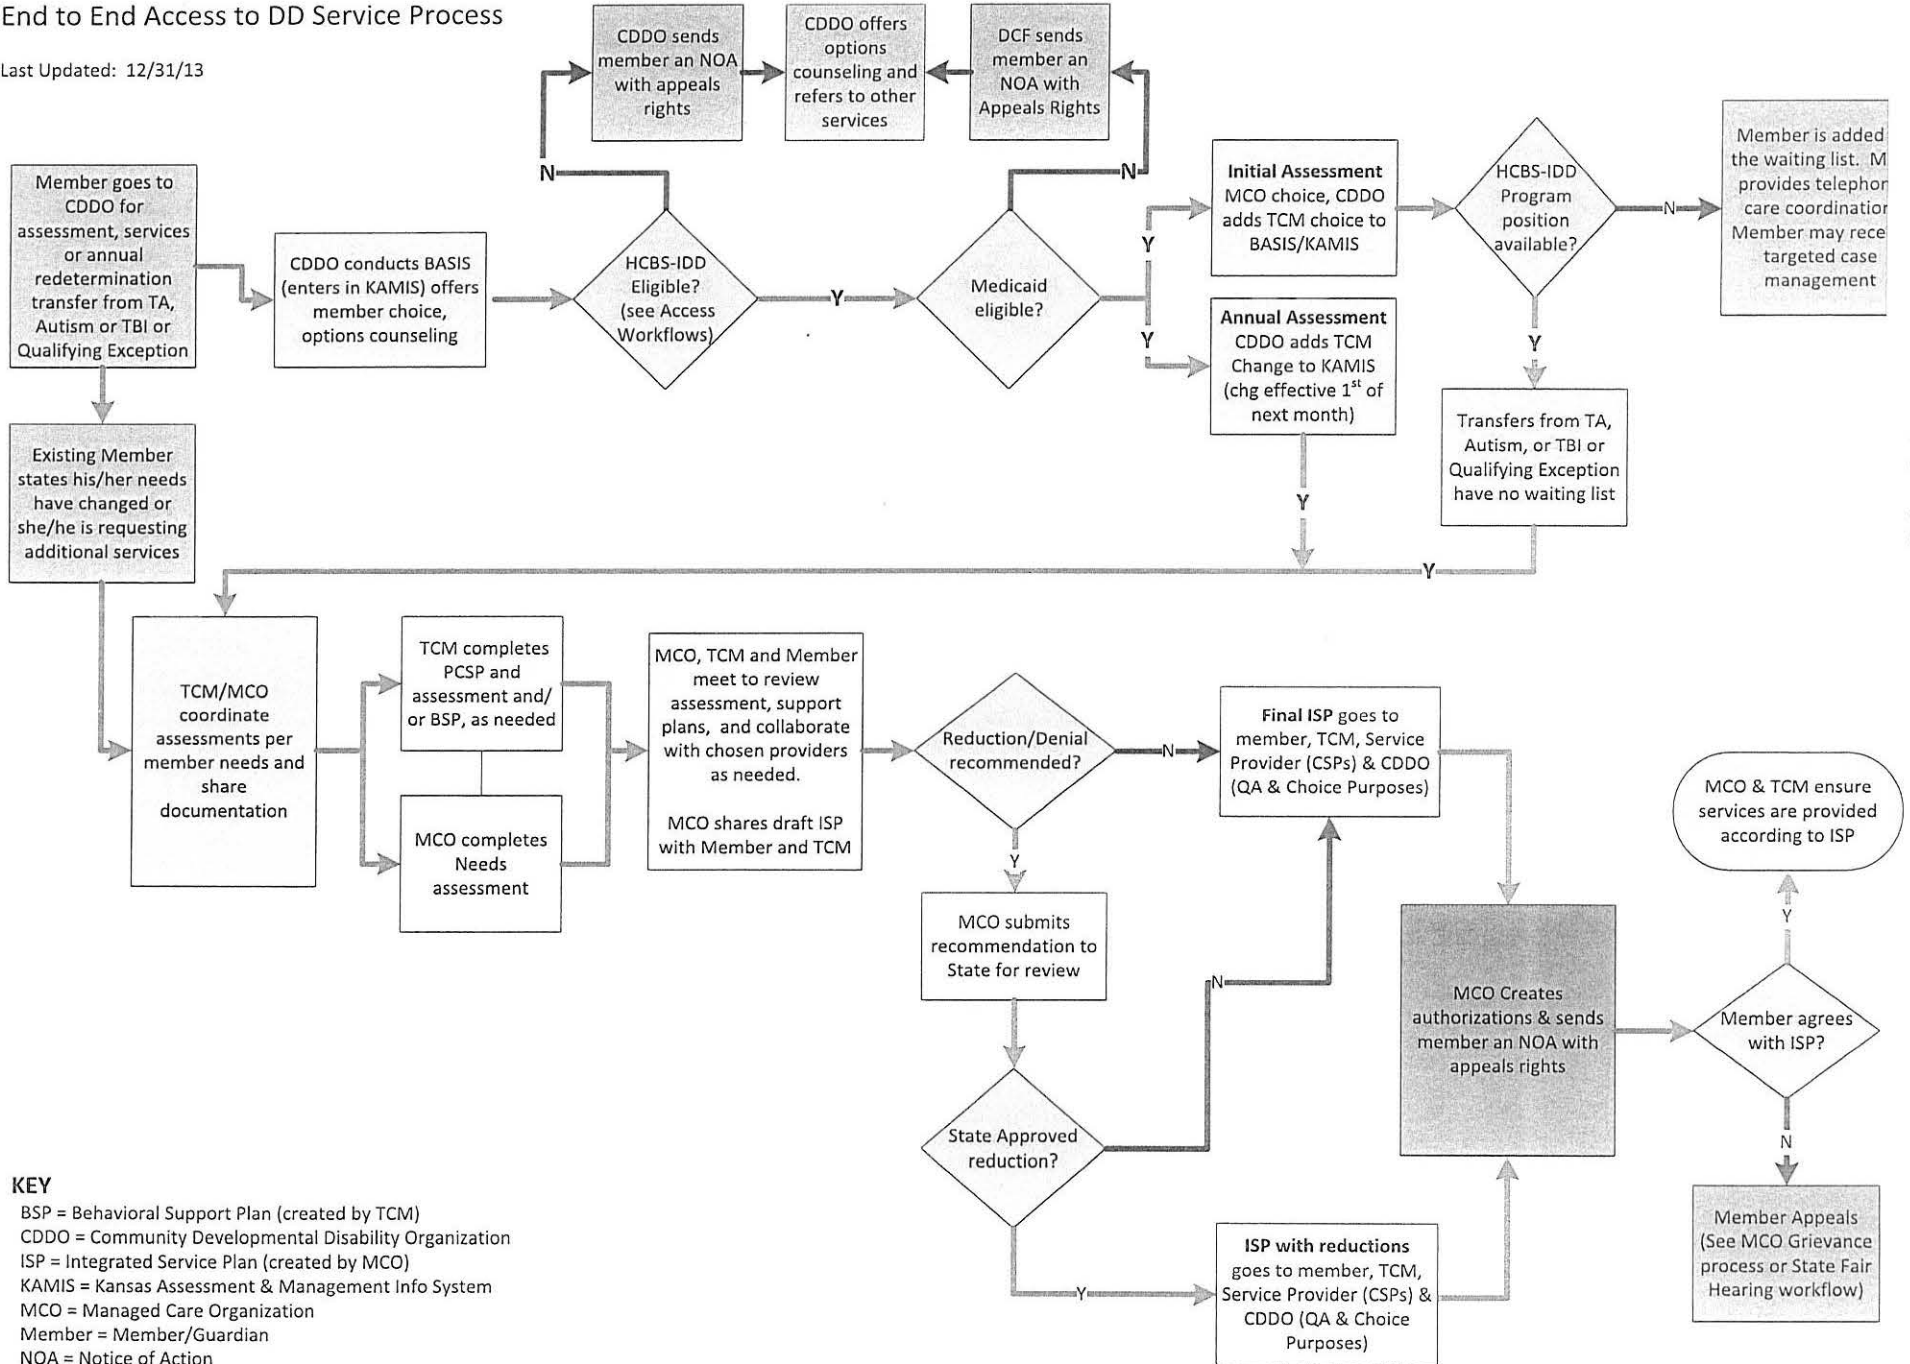 End to End Access to DD Service Process
Last Updated: 12/31/13
CDDO sends
member an NOA
with appeals
rights
CDDO offers
options
counseling and
refers to other
services
DCF sends
member an
NOA with
Appeals Rights
N
N
Member goes to
CDDO for
assessment, services
or annual
redetermination
transfer from TA,
Autism or TBI or
Qualifying Exception
CDDO conducts BASIS
(enters in KAMIS) offers
member choice,
options counseling
HCBS-IDD
Eligible?
(see Access
Workflows)
Y
Medicaid
eligible?
Y
Y
Initial Assessment
MCO choice, CDDO
adds TCM choice to
BASIS/KAMIS
Annual Assessment
CDDO adds TCM
Change to KAMIS
(chg effective 1st of
next month)
HCBS-IDD
Program
position
available?
N
Member is added
the waiting list. M
provides telephor
care coordination
Member may rece
targeted case
management
Y
Transfers from TA,
Autism, or TBI or
Qualifying Exception
have no waiting list
Y
Y
Existing Member
states his/her needs
have changed or
she/he is requesting
additional services
TCM/MCO
coordinate
assessments per
member needs and
share
documentation
TCM completes
PCSP and
assessment and/
or BSP, as needed
MCO completes
Needs
assessment
MCO, TCM and Member
meet to review
assessment, support
plans, and collaborate
with chosen providers
as needed.
MCO shares draft ISP
with Member and TCM
Reduction/Denial
recommended?
N
Y
Final ISP goes to
member, TCM, Service
Provider (CSPs) & CDDO
(QA & Choice Purposes)
MCO submits
recommendation to
State for review
N
State Approved
reduction?
Y
ISP with reductions
goes to member, TCM,
Service Provider (CSPs) &
CDDO (QA & Choice
Purposes)
MCO Creates
authorizations & sends
member an NOA with
appeals rights
Member agrees
with ISP?
Y
MCO & TCM ensure
services are provided
according to ISP
N
Member Appeals
(See MCO Grievance
process or State Fair
Hearing workflow)
KEY
BSP = Behavioral Support Plan (created by TCM)
CDDO = Community Developmental Disability Organization
ISP = Integrated Service Plan (created by MCO)
KAMIS = Kansas Assessment & Management Info System
MCO = Managed Care Organization
Member = Member/Guardian
NOA = Notice of Action